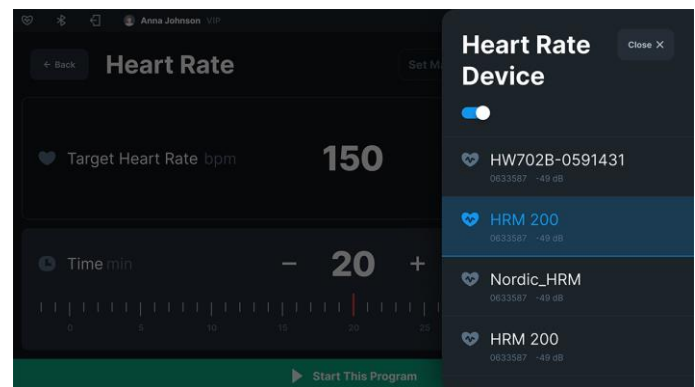 Anna Johnson VIP
← Back
Heart Rate
Set M
Target Heart Rate bpm
150
Time min
− 20 +
0 5 10 15 20 25
Start This Program
Heart Rate
Device
Close X
HW702B-0591431
0633587 -49 dB
HRM 200
0633587 -49 dB
Nordic_HRM
0633587 -49 dB
HRM 200
0633587 -49 dB